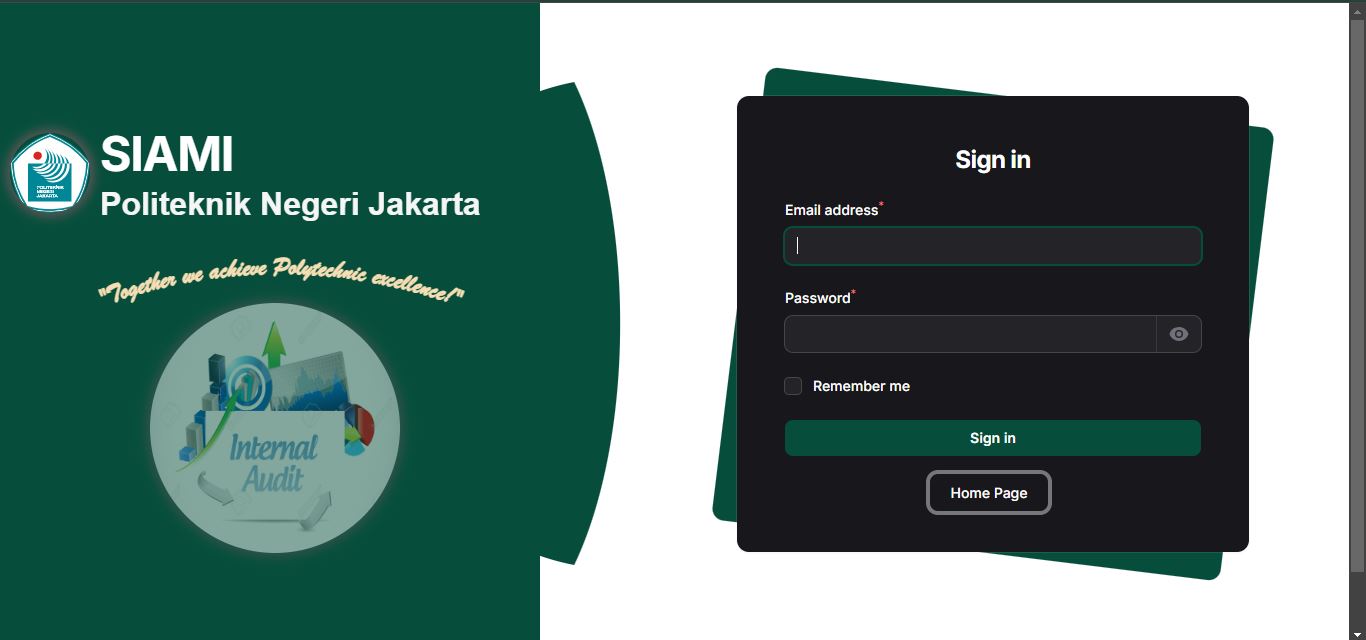 SIAMI
Politeknik Negeri Jakarta
POLITEKNIK
NEGERI
JAKARTA
"Together we achieve Polytechnic excellence!"
Internal
Audit
Sign in
Email address*
Password*
Remember me
Sign in
Home Page